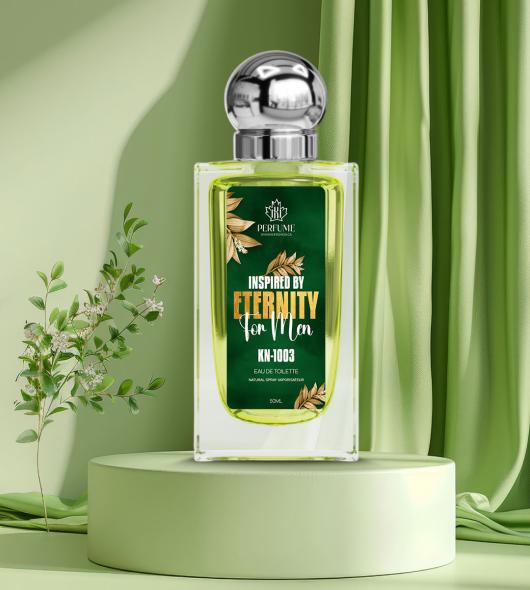 PERFUME
INSPIRED BY
ETERNITY
For Men
KN-1003
EAU DE TOILETTE
NATURAL SPRAY VAPORISATEUR
50ML